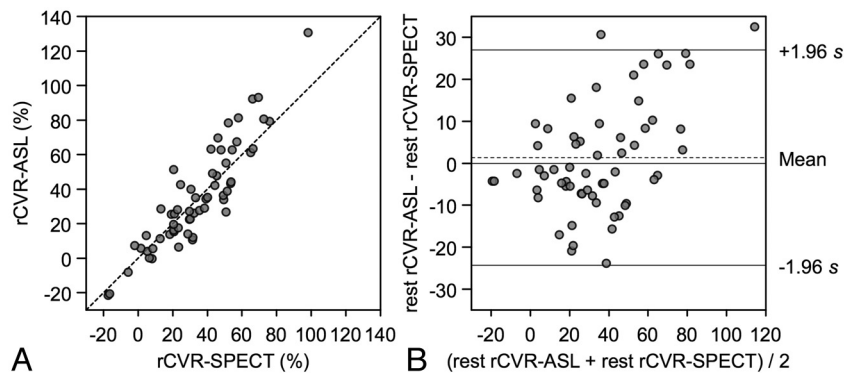 140
120
100
80
60
40
20
0
-20
rCVR-ASL (%)
-20 0 20 40 60 80 100 120 140
rCVR-SPECT (%)
A
30
20
10
0
-10
-20
-30
rest rCVR-ASL - rest rCVR-SPECT
+1.96 s
Mean
-1.96 s
-20 0 20 40 60 80 100 120
(rest rCVR-ASL + rest rCVR-SPECT) / 2
B